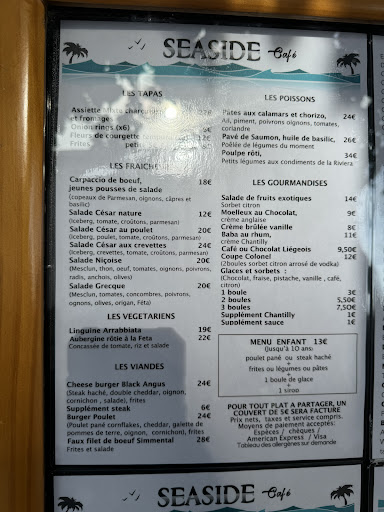 SEASIDE Café
LES TAPAS
Assiette Mixte charcuterie 22€
et fromages
Onion rings (x6) 5€
Fleurs de courgette
Frites
LES FRAICHEURS
Carpaccio de boeuf, 18€
jeunes pousses de salade
(copeaux de Parmesan, oignons, câpres et
basilic)
Salade César nature 12€
(Iceberg, tomate, croûtons, parmesan)
Salade César au poulet 20€
(Iceberg, poulet, tomate, croûtons, parmesan)
Salade César aux crevettes 24€
(Iceberg, crevettes, tomate, croûtons, parmesan)
Salade Niçoise 20€
(Mesclun, thon, oeuf, tomates, oignons, poivrons,
radis, anchois, olives)
Salade Grecque 20€
(Mesclun, tomates, concombres, poivrons,
oignons, olives, origan, Féta)
LES VEGETARIENS
Linguine Arrabbiata 19€
Aubergine rôtie à la Feta 22€
Concassée de tomate, riz et salade
LES VIANDES
Cheese burger Black Angus 24€
(Steak haché, double cheddar, oignon,
cornichon , salade), frites
Supplément steak 6€
Burger Poulet 24€
(Poulet pané cornflakes, cheddar, galette de
pommes de terre, oignon, cornichon), frites
Faux filet de boeuf Simmental 28€
Frites et salade
LES POISSONS
Pâtes aux calamars et chorizo, 24€
Ail, piment, poivrons oignons, tomates,
coriandre
Pavé de Saumon, huile de basilic, 26€
Poêlée de légumes du moment
Poulpe rôti, 34€
Petits légumes aux condiments de la Riviera
LES GOURMANDISES
Salade de fruits exotiques 14€
Sorbet citron
Moelleux au Chocolat, 9€
crème anglaise
Crème brûlée vanille 8€
Baba au rhum, 11€
crème Chantilly
Café ou Chocolat Liégeois 9,50€
Coupe Colonel 12€
(2boules sorbet citron arrosé de vodka)
Glaces et sorbets :
(Chocolat, fraise, pistache, vanille , café,
citron)
1 boule 3€
2 boules 5,50€
3 boules 7,50€
Supplément Chantilly 1€
Supplément sauce 1€
MENU ENFANT 13€
(Jusqu'à 10 ans)
poulet pané ou steak haché
+
frites ou légumes ou pâtes
+
1 boule de glace
+
1 sirop
POUR TOUT PLAT A PARTAGER, UN
COUVERT DE 5€ SERA FACTURÉ
Prix nets, taxes et service compris.
Moyens de paiement acceptés:
Espèces / chèques /
American Express / Visa
Tableau des allergènes sur demande
SEASIDE Café